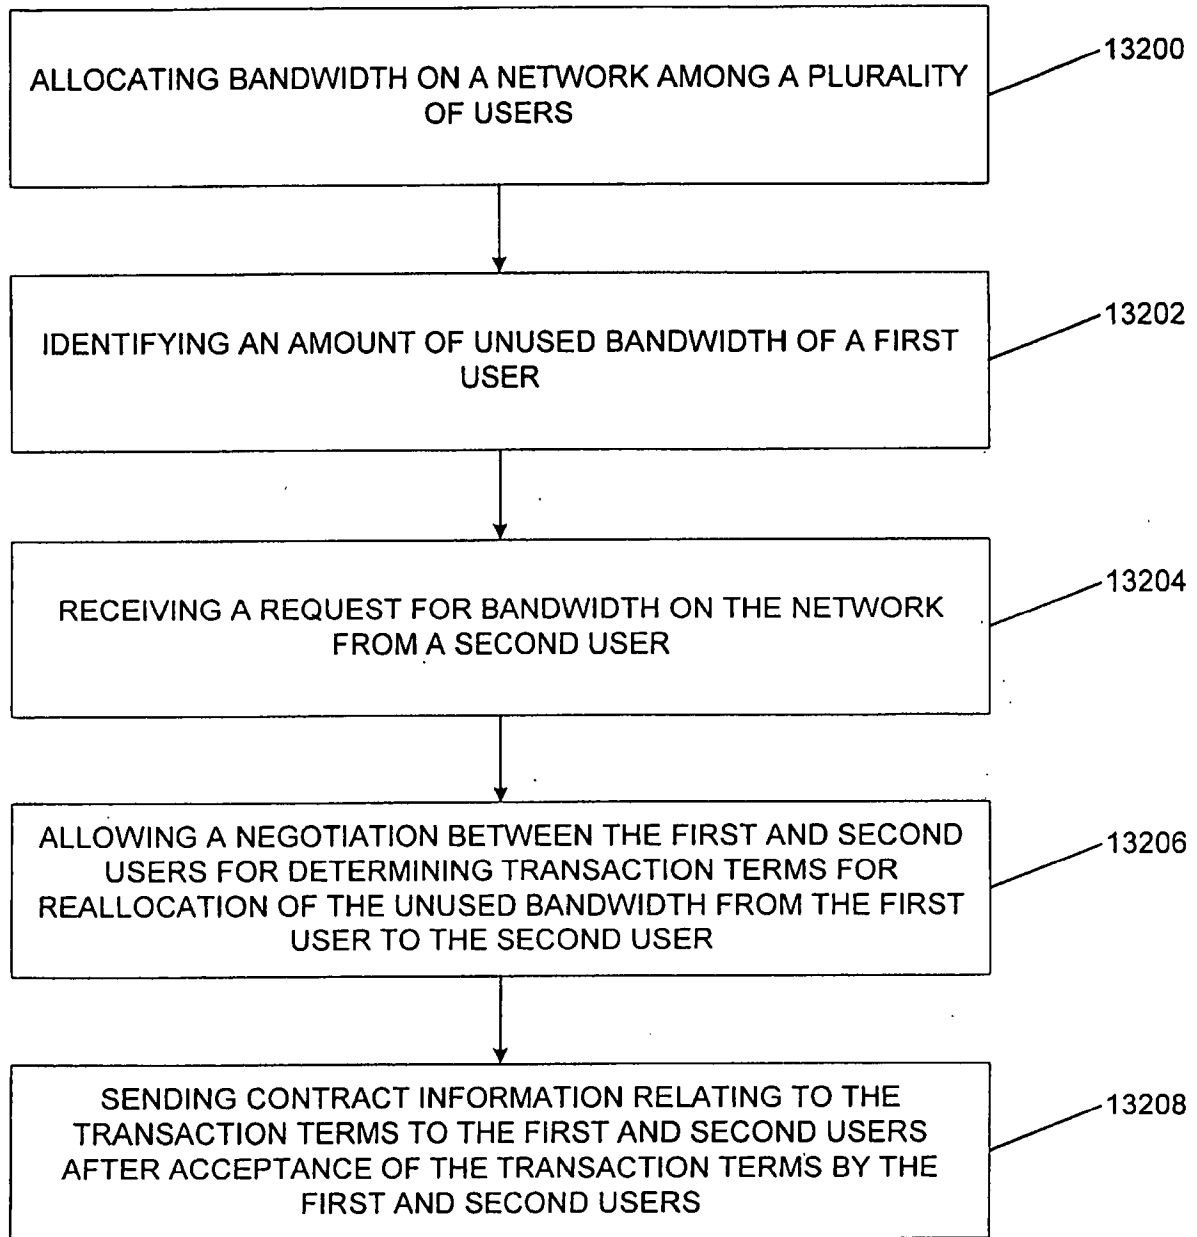 ALLOCATING BANDWIDTH ON A NETWORK AMONG A PLURALITY
OF USERS
13200
IDENTIFYING AN AMOUNT OF UNUSED BANDWIDTH OF A FIRST
USER
13202
RECEIVING A REQUEST FOR BANDWIDTH ON THE NETWORK
FROM A SECOND USER
13204
ALLOWING A NEGOTIATION BETWEEN THE FIRST AND SECOND
USERS FOR DETERMINING TRANSACTION TERMS FOR
REALLOCATION OF THE UNUSED BANDWIDTH FROM THE FIRST
USER TO THE SECOND USER
13206
SENDING CONTRACT INFORMATION RELATING TO THE
TRANSACTION TERMS TO THE FIRST AND SECOND USERS
AFTER ACCEPTANCE OF THE TRANSACTION TERMS BY THE
FIRST AND SECOND USERS
13208